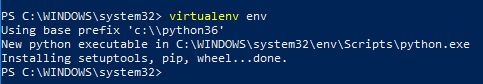 PS C:\WINDOWS\system32> virtualenv env
Using base prefix 'c:\\python36'
New python executable in C:\WINDOWS\system32\env\Scripts\python.exe
Installing setuptools, pip, wheel...done.
PS C:\WINDOWS\system32>